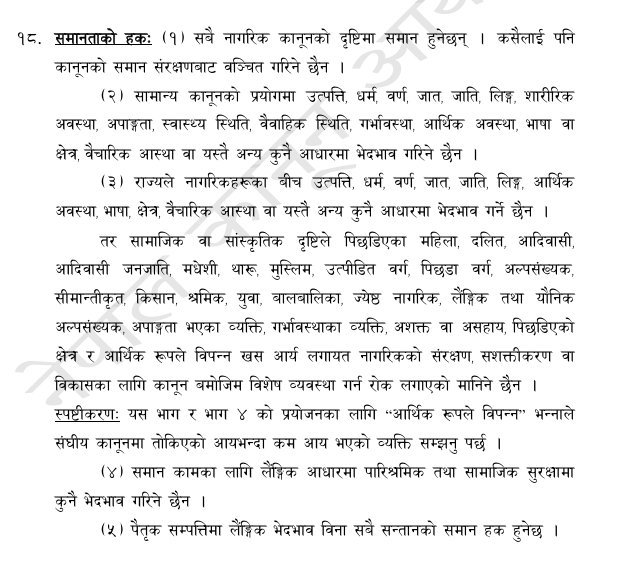 १८. समानताको हकः (१) सबै नागरिक कानूनको दृष्टिमा समान हुनेछन् । कसैलाई पनि
कानूनको समान संरक्षणबाट वञ्चित गरिने छैन ।
(२) सामान्य कानूनको प्रयोगमा उत्पत्ति, धर्म, वर्ण, जात, जाति, लिङ्ग, शारीरिक
अवस्था, अपाङ्गता, स्वास्थ्य स्थिति, वैवाहिक स्थिति, गर्भावस्था, आर्थिक अवस्था, भाषा वा
क्षेत्र, वैचारिक आस्था वा यस्तै अन्य कुनै आधारमा भेदभाव गरिने छैन ।
(३) राज्यले नागरिकहरूका बीच उत्पत्ति, धर्म, वर्ण, जात, जाति, लिङ्ग, आर्थिक
अवस्था, भाषा, क्षेत्र, वैचारिक आस्था वा यस्तै अन्य कुनै आधारमा भेदभाव गर्ने छैन ।
तर सामाजिक वा सांस्कृतिक दृष्टिले पिछडिएका महिला, दलित, आदिवासी,
आदिवासी जनजाति, मधेशी, थारू, मुस्लिम, उत्पीडित वर्ग, पिछडा वर्ग, अल्पसंख्यक,
सीमान्तीकृत, किसान, श्रमिक, युवा, बालबालिका, ज्येष्ठ नागरिक, लैंङ्गिक तथा यौनिक
अल्पसंख्यक, अपाङ्गता भएका व्यक्ति, गर्भावस्थाका व्यक्ति, अशक्त वा असहाय, पिछडिएको
क्षेत्र र आर्थिक रूपले विपन्न खस आर्य लगायत नागरिकको संरक्षण, सशक्तीकरण वा
विकासका लागि कानून बमोजिम विशेष व्यवस्था गर्न रोक लगाएको मानिने छैन ।
स्पष्टीकरणः यस भाग र भाग ४ को प्रयोजनका लागि “आर्थिक रूपले विपन्न” भन्नाले
संघीय कानूनमा तोकिएको आयभन्दा कम आय भएको व्यक्ति सम्झनु पर्छ ।
(४) समान कामका लागि लैङ्गिक आधारमा पारिश्रमिक तथा सामाजिक सुरक्षामा
कुनै भेदभाव गरिने छैन ।
(५) पैतृक सम्पत्तिमा लैङ्गिक भेदभाव विना सबै सन्तानको समान हक हुनेछ ।
नेपाल कानून आयो